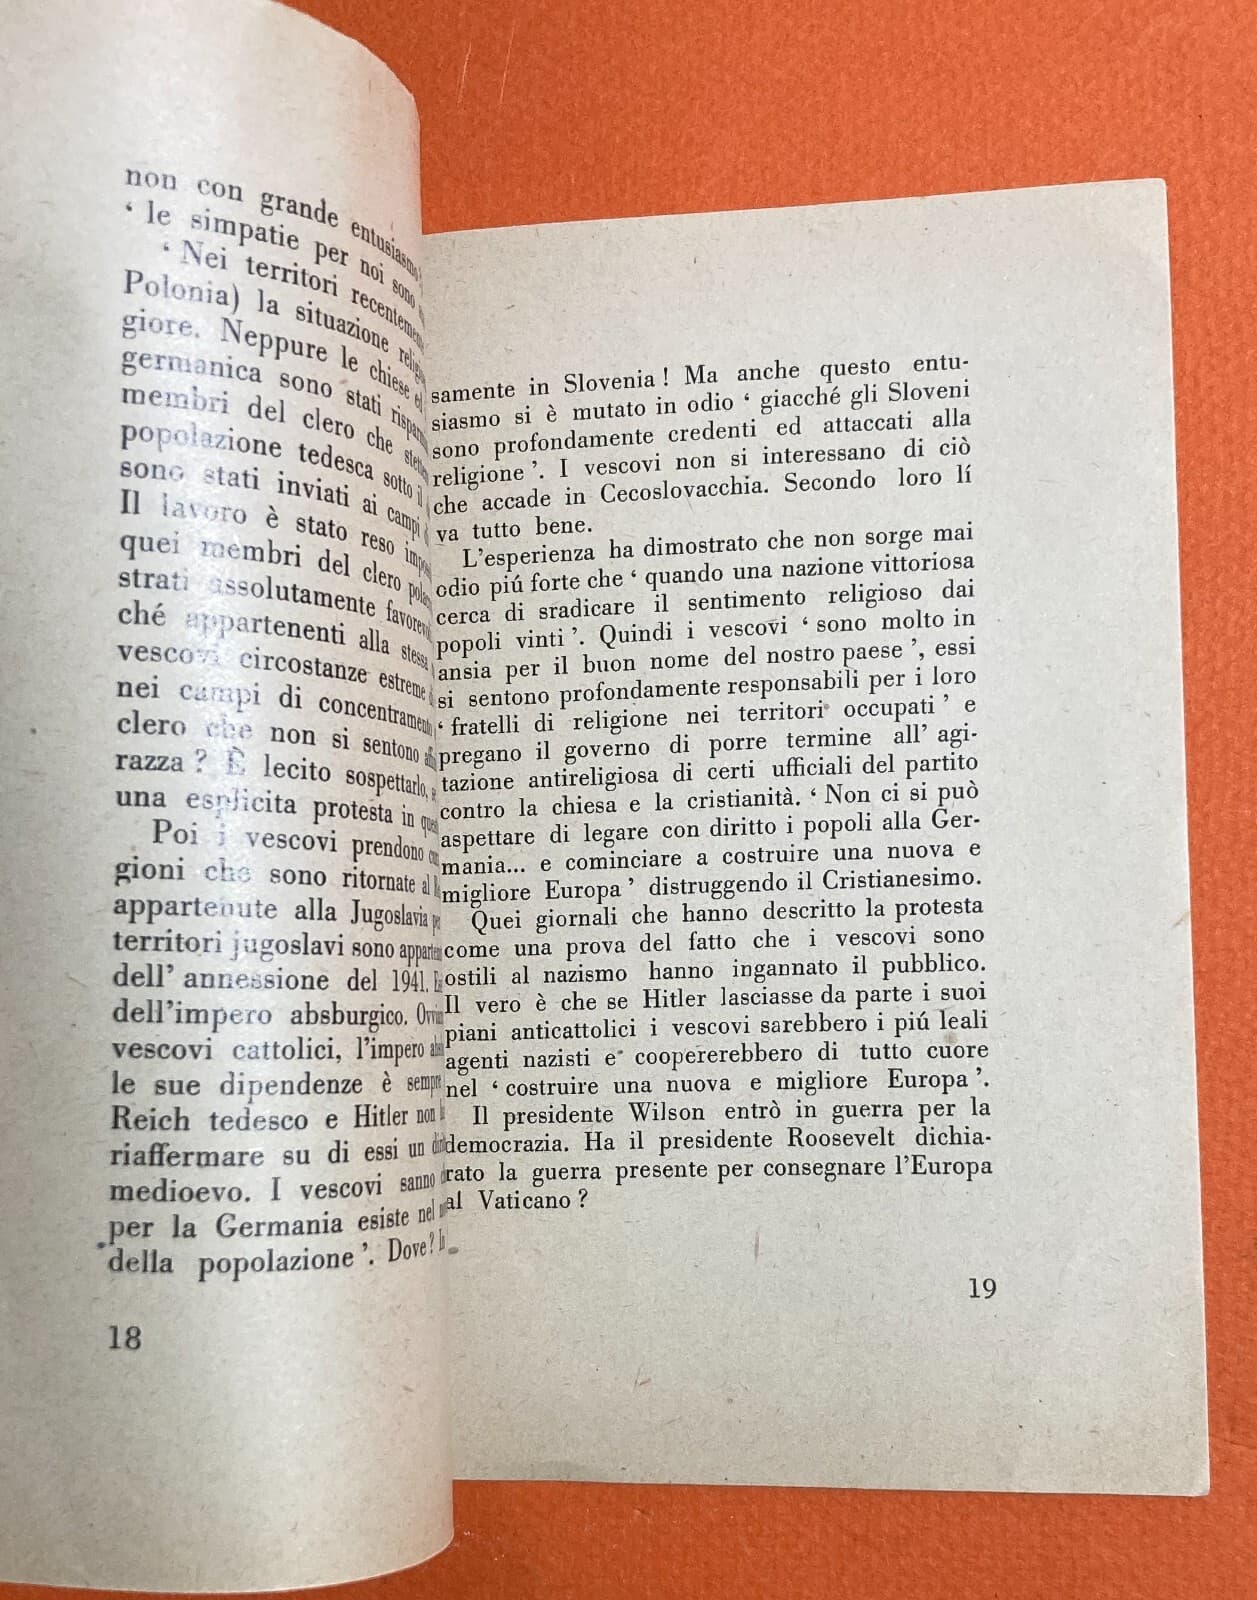 non con grande entusiasmo
‘ le simpatie per noi sono
‘ Nei territori recentemente
Polonia) la situazione
giore. Neppure le chiese
germanica sono stati
membri del clero che
popolazione tedesca sotto il
sono stati inviati ai campi
Il lavoro è stato reso
quei membri del clero
strati assolutamente
ché appartenenti alla stessa
vescovi circostanze estreme
nei campi di concentramento
clero che non si sentono
razza ? È lecito sospettarlo,
una esplicita protesta in
Poi i vescovi prendono
gioni che sono ritornate al
appartenute alla Jugoslavia
territori jugoslavi sono
dell’ annessione del 1941.
dell’impero absburgico.
vescovi cattolici, l’impero
le sue dipendenze è sempre
Reich tedesco e Hitler non
riaffermare su di essi un
medioevo. I vescovi sanno
per la Germania esiste nel
della popolazione ’. Dove?
18
samente in Slovenia ! Ma anche questo entu-
siasmo si è mutato in odio ‘ giacché gli Sloveni
sono profondamente credenti ed attaccati alla
religione ’. I vescovi non si interessano di ciò
che accade in Cecoslovacchia. Secondo loro lí
va tutto bene.
L’esperienza ha dimostrato che non sorge mai
odio piú forte che ‘ quando una nazione vittoriosa
cerca di sradicare il sentimento religioso dai
popoli vinti ’. Quindi i vescovi ‘ sono molto in
ansia per il buon nome del nostro paese ’, essi
si sentono profondamente responsabili per i loro
‘ fratelli di religione nei territori occupati ’ e
pregano il governo di porre termine all’ agi-
tazione antireligiosa di certi ufficiali del partito
contro la chiesa e la cristianità. ‘ Non ci si può
aspettare di legare con diritto i popoli alla Ger-
mania... e cominciare a costruire una nuova e
migliore Europa ’ distruggendo il Cristianesimo.
Quei giornali che hanno descritto la protesta
come una prova del fatto che i vescovi sono
ostili al nazismo hanno ingannato il pubblico.
Il vero è che se Hitler lasciasse da parte i suoi
piani anticattolici i vescovi sarebbero i piú leali
agenti nazisti e coopererebbero di tutto cuore
nel ‘ costruire una nuova e migliore Europa ’.
Il presidente Wilson entrò in guerra per la
democrazia. Ha il presidente Roosevelt dichia-
rato la guerra presente per consegnare l’Europa
al Vaticano ?
19